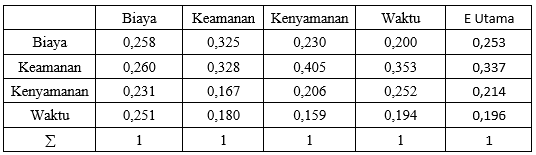 Biaya Keamanan Kenyamanan Waktu E Utama
Biaya 0,258 0,325 0,230 0,200 0,253
Keamanan 0,260 0,328 0,405 0,353 0,337
Kenyamanan 0,231 0,167 0,206 0,252 0,214
Waktu 0,251 0,180 0,159 0,194 0,196
∑ 1 1 1 1 1